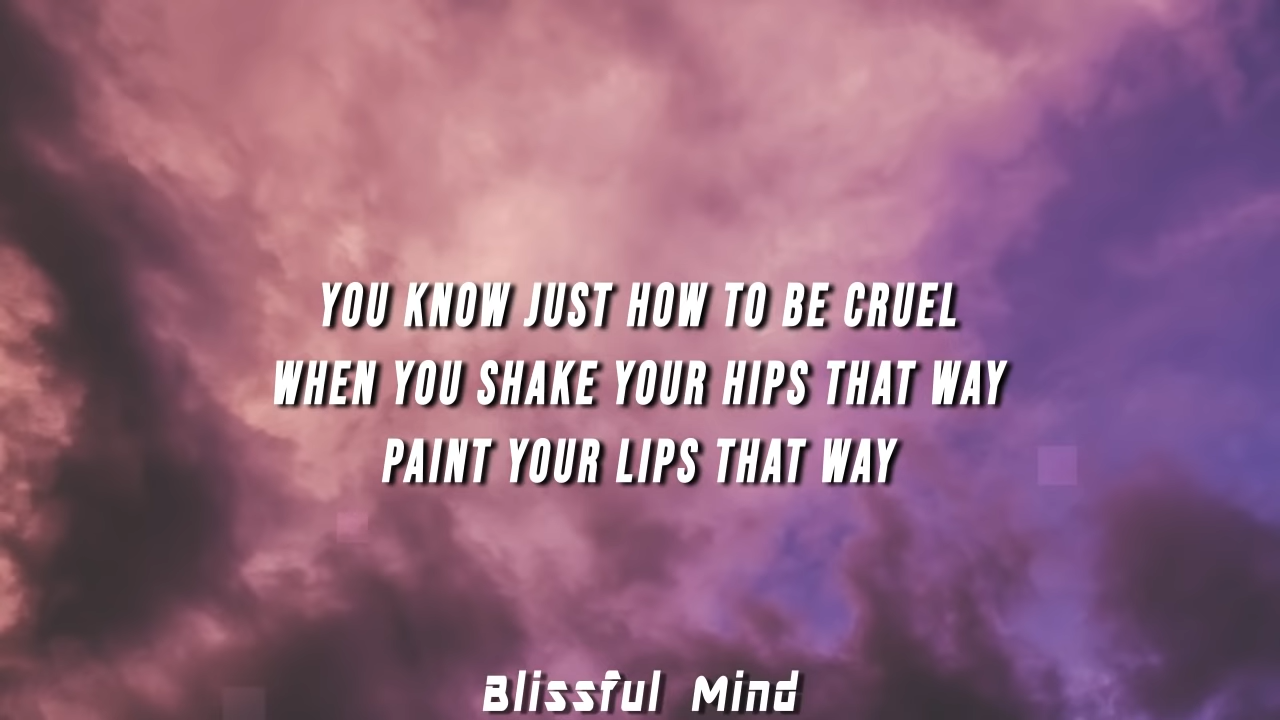 YOU KNOW JUST HOW TO BE CRUEL
WHEN YOU SHAKE YOUR HIPS THAT WAY
PAINT YOUR LIPS THAT WAY
Blissful Mind